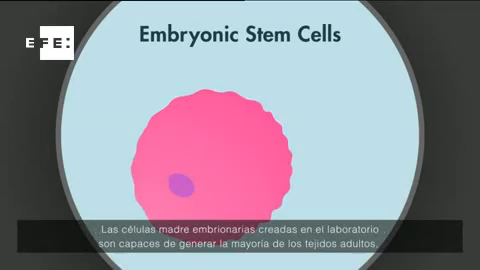 EFE:
Embryonic Stem Cells
Las células madre embrionarias creadas en el laboratorio
son capaces de generar la mayoría de los tejidos adultos.